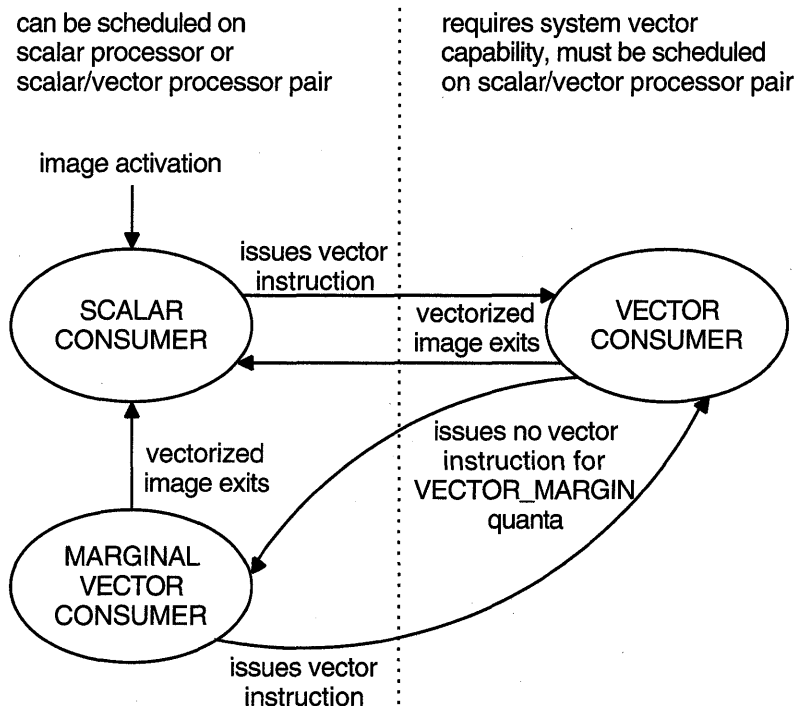 can be scheduled on
scalar processor or
scalar/vector processor pair
requires system vector
capability, must be scheduled
on scalar/vector processor pair
image activation
issues vector
instruction
SCALAR
CONSUMER
vectorized
image exits
VECTOR
CONSUMER
issues no vector
instruction for
VECTOR_MARGIN
quanta
vectorized
image exits
MARGINAL
VECTOR
CONSUMER
issues vector
instruction